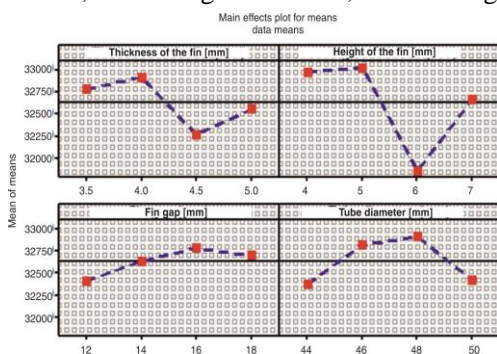 Main effects plot for means
data means
Thickness of the fin [mm] Height of the fin [mm]
33000
32750
32500
32250
32000
3.5 4.0 4.5 5.0 4 5 6 7
Mean of means
Fin gap [mm] Tube diameter [mm]
33000
32750
32500
32250
32000
12 14 16 18 44 46 48 50